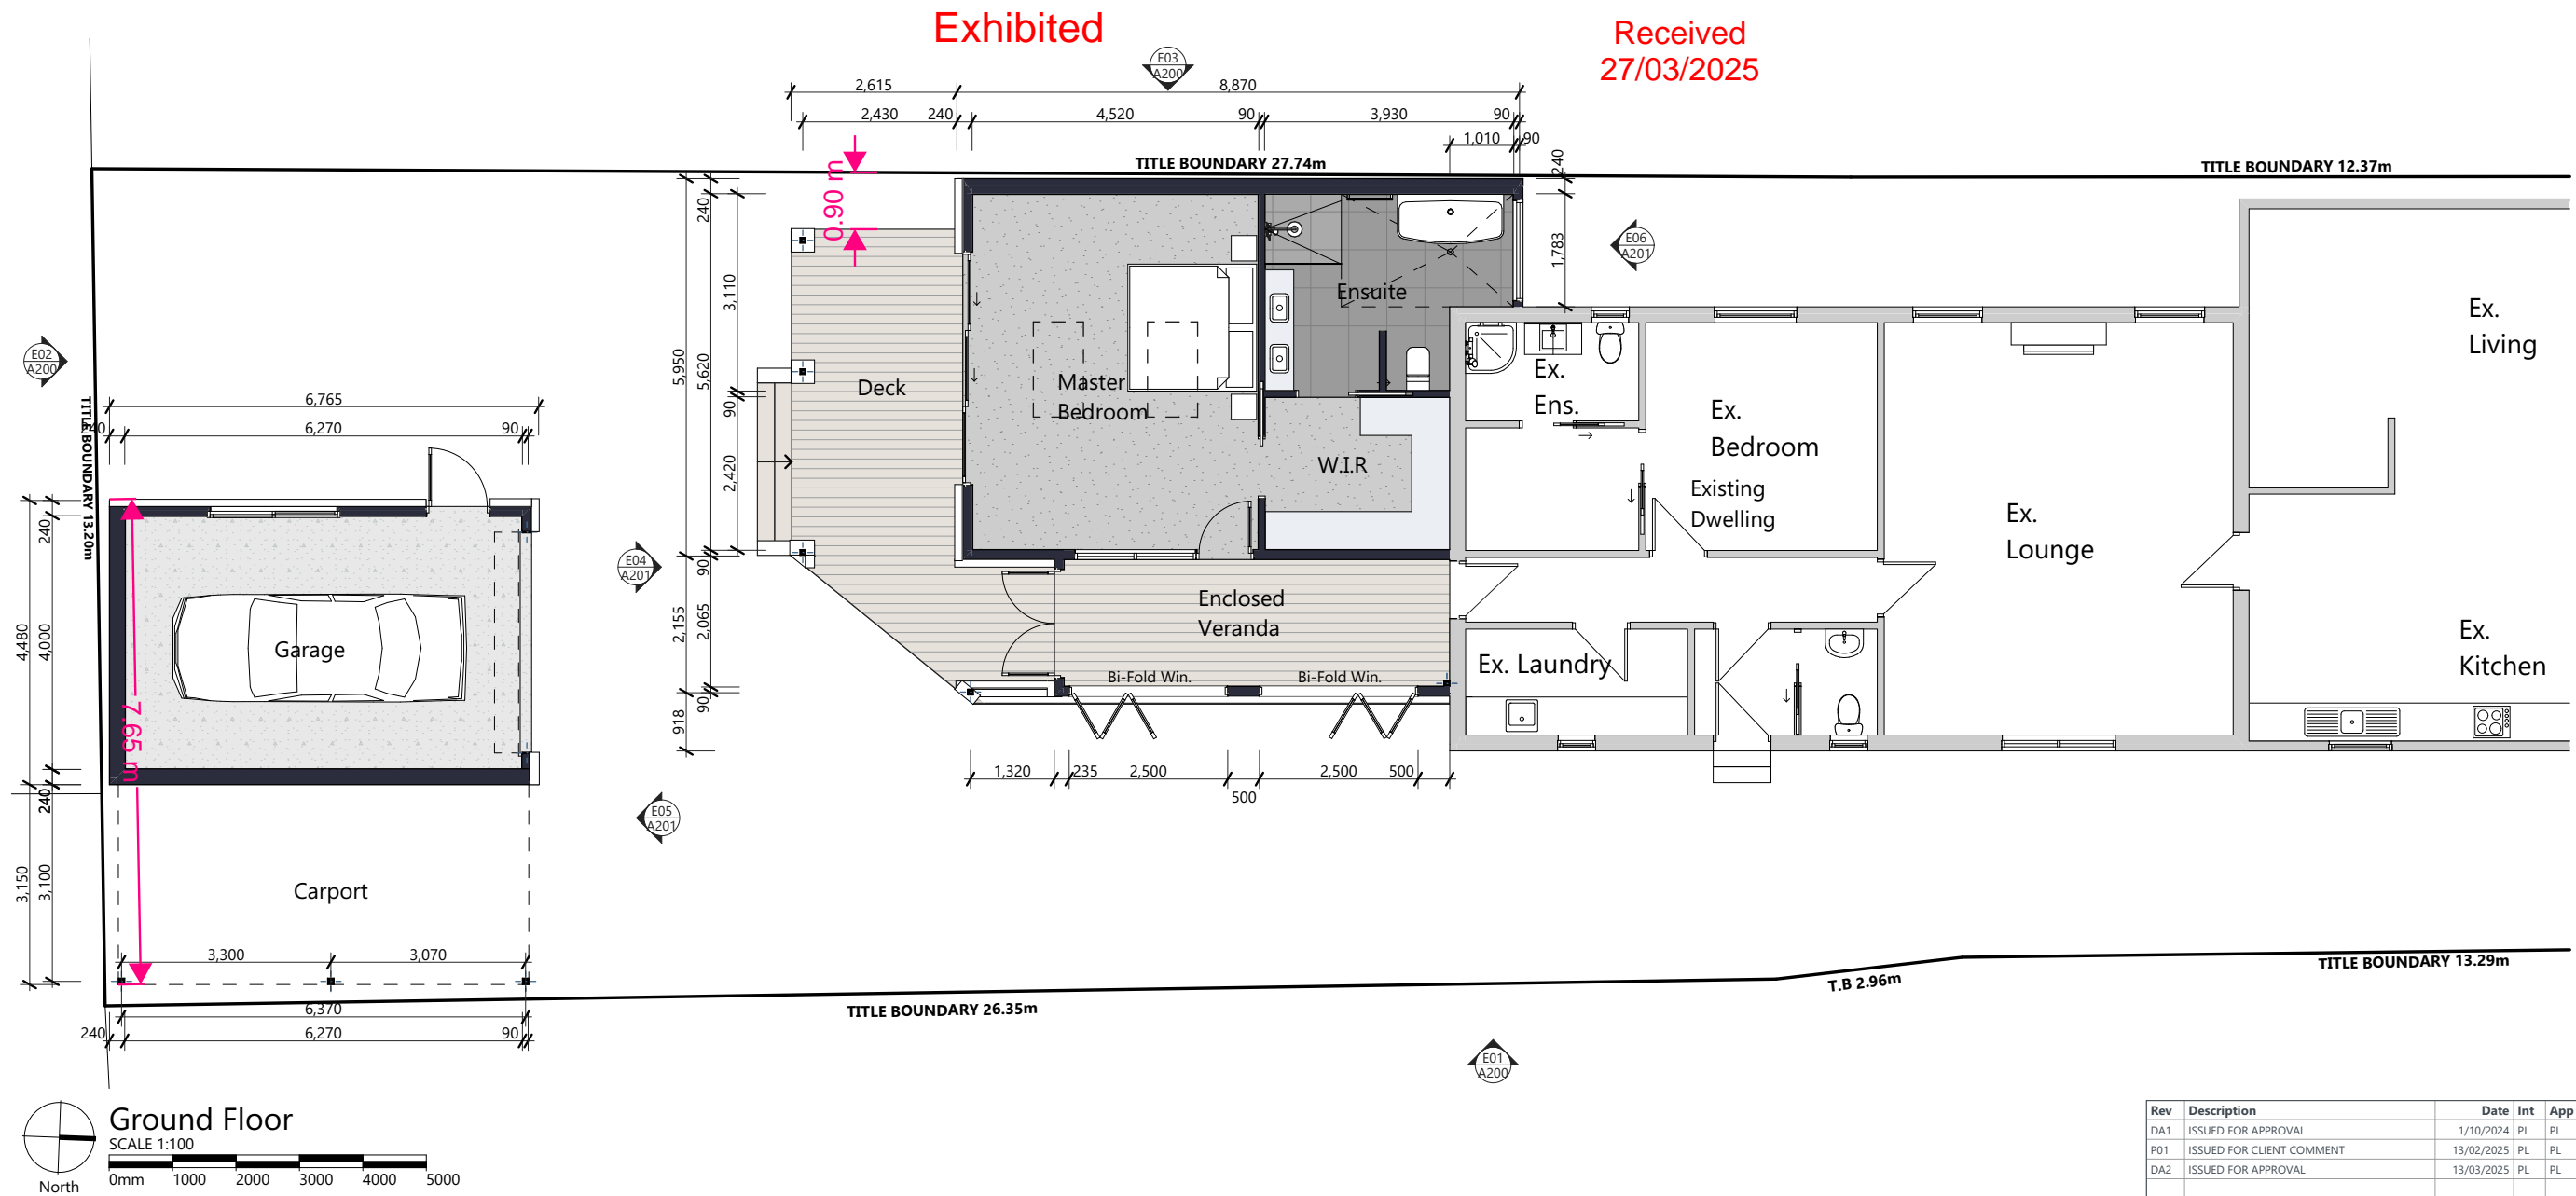 Exhibited
Received
27/03/2025
E03
A200
2,615
8,870
2,430
240
4,520
90
3,930
90
1,010
90
240
TITLE BOUNDARY 27.74m
TITLE BOUNDARY 12.37m
0.90 m
240
1,783
E06
A201
3,110
5,950
5,620
90
2,420
Ensuite
Ex.
Living
E02
A200
Deck
Master
Bedroom
Ex.
Ens.
Ex.
Bedroom
6,765
6,270
90
TITLE BOUNDARY 13.20m
W.I.R
Existing
Dwelling
Ex.
Lounge
240
4,480
4,000
240
E04
A201
90
2,155
2,065
90
918
Enclosed
Veranda
Garage
Ex. Laundry
Ex.
Kitchen
Bi-Fold Win.
Bi-Fold Win.
7.65 m
1,320
235
2,500
500
2,500
500
E05
A201
3,150
3,100
Carport
3,300
3,070
TITLE BOUNDARY 13.29m
T.B 2.96m
TITLE BOUNDARY 26.35m
6,370
240
6,270
90
E01
A200
Ground Floor
SCALE 1:100
0mm 1000 2000 3000 4000 5000
North
Rev Description Date Int App
DA1 ISSUED FOR APPROVAL 1/10/2024 PL PL
P01 ISSUED FOR CLIENT COMMENT 13/02/2025 PL PL
DA2 ISSUED FOR APPROVAL 13/03/2025 PL PL